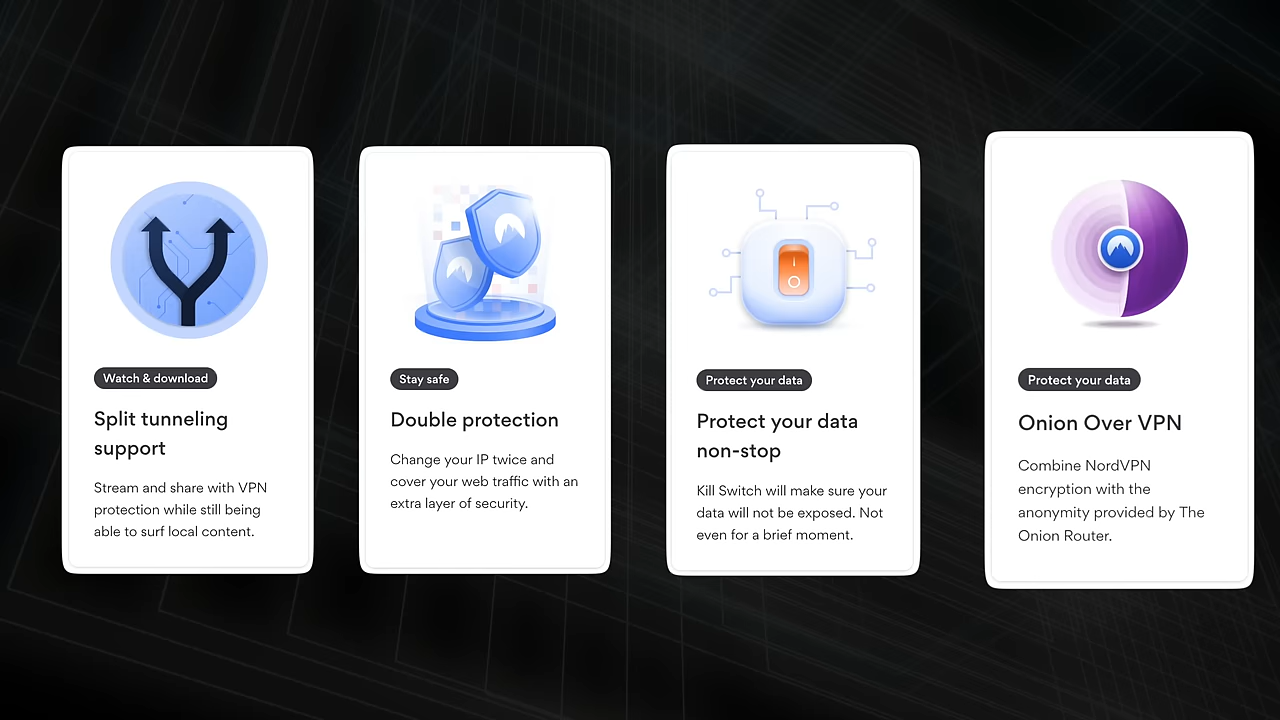 Watch & download
Split tunneling
support
Stream and share with VPN
protection while still being
able to surf local content.
Stay safe
Double protection
Change your IP twice and
cover your web traffic with an
extra layer of security.
Protect your data
Protect your data
non-stop
Kill Switch will make sure your
data will not be exposed. Not
even for a brief moment.
Protect your data
Onion Over VPN
Combine NordVPN
encryption with the
anonymity provided by The
Onion Router.